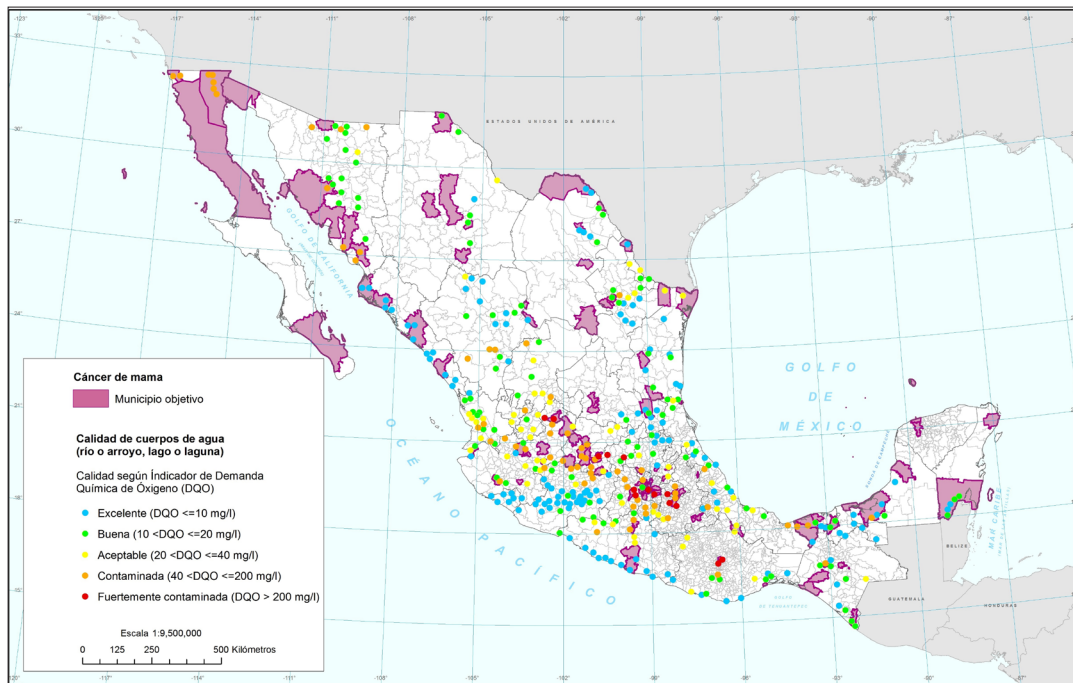 -123° -120° -117° -114° -111° -108° -105° -102° -99° -96° -93° -90° -87° -84°
ESTADOS UNIDOS DE AMÉRICA
30°
27°
GOLFO DE CALIFORNIA
24°
GOLFO
DE
MÉXICO
OCÉANO PACÍFICO
MAR CARIBE
BELICE
GUATEMALA
HONDURAS
GOLFO
DE TEHUANTEPEC
Cáncer de mama
Municipio objetivo
Calidad de cuerpos de agua
(río o arroyo, lago o laguna)
Calidad según Índicador de Demanda
Química de Óxigeno (DQO)
Excelente (DQO <=10 mg/l)
Buena (10 <DQO <=20 mg/l)
Aceptable (20 <DQO <=40 mg/l)
Contaminada (40 <DQO <=200 mg/l)
Fuertemente contaminada (DQO > 200 mg/l)
Escala 1:9,500,000
0 125 250 500 Kilómetros